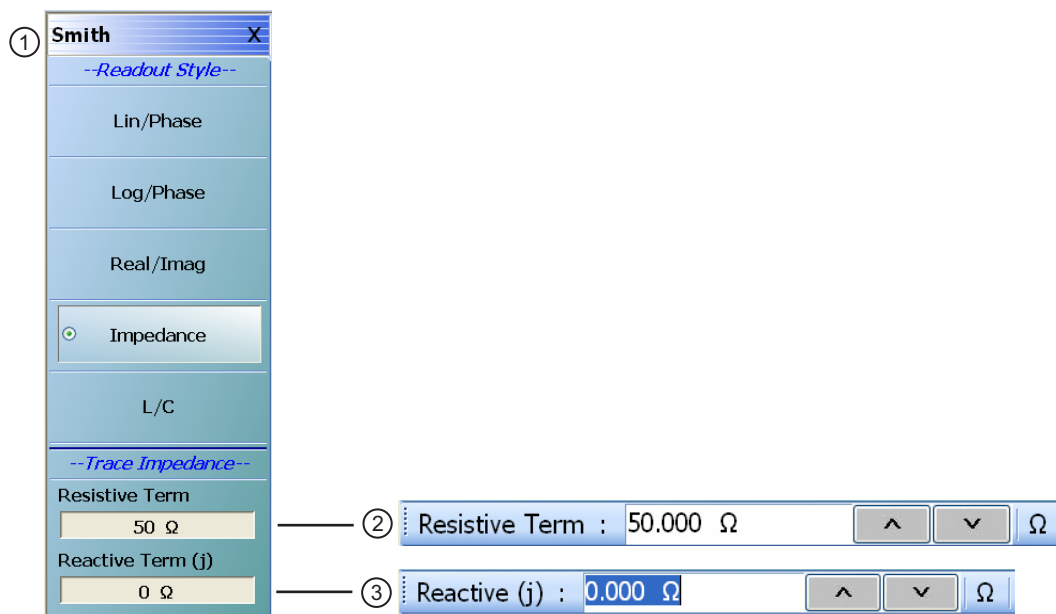 ① Smith X
--Readout Style--
Lin/Phase
Log/Phase
Real/Imag
Impedance
L/C
--Trace Impedance--
Resistive Term
50 Ω
② Resistive Term : 50.000 Ω Ω
Reactive Term (j)
0 Ω
③ Reactive (j) : 0.000 Ω Ω